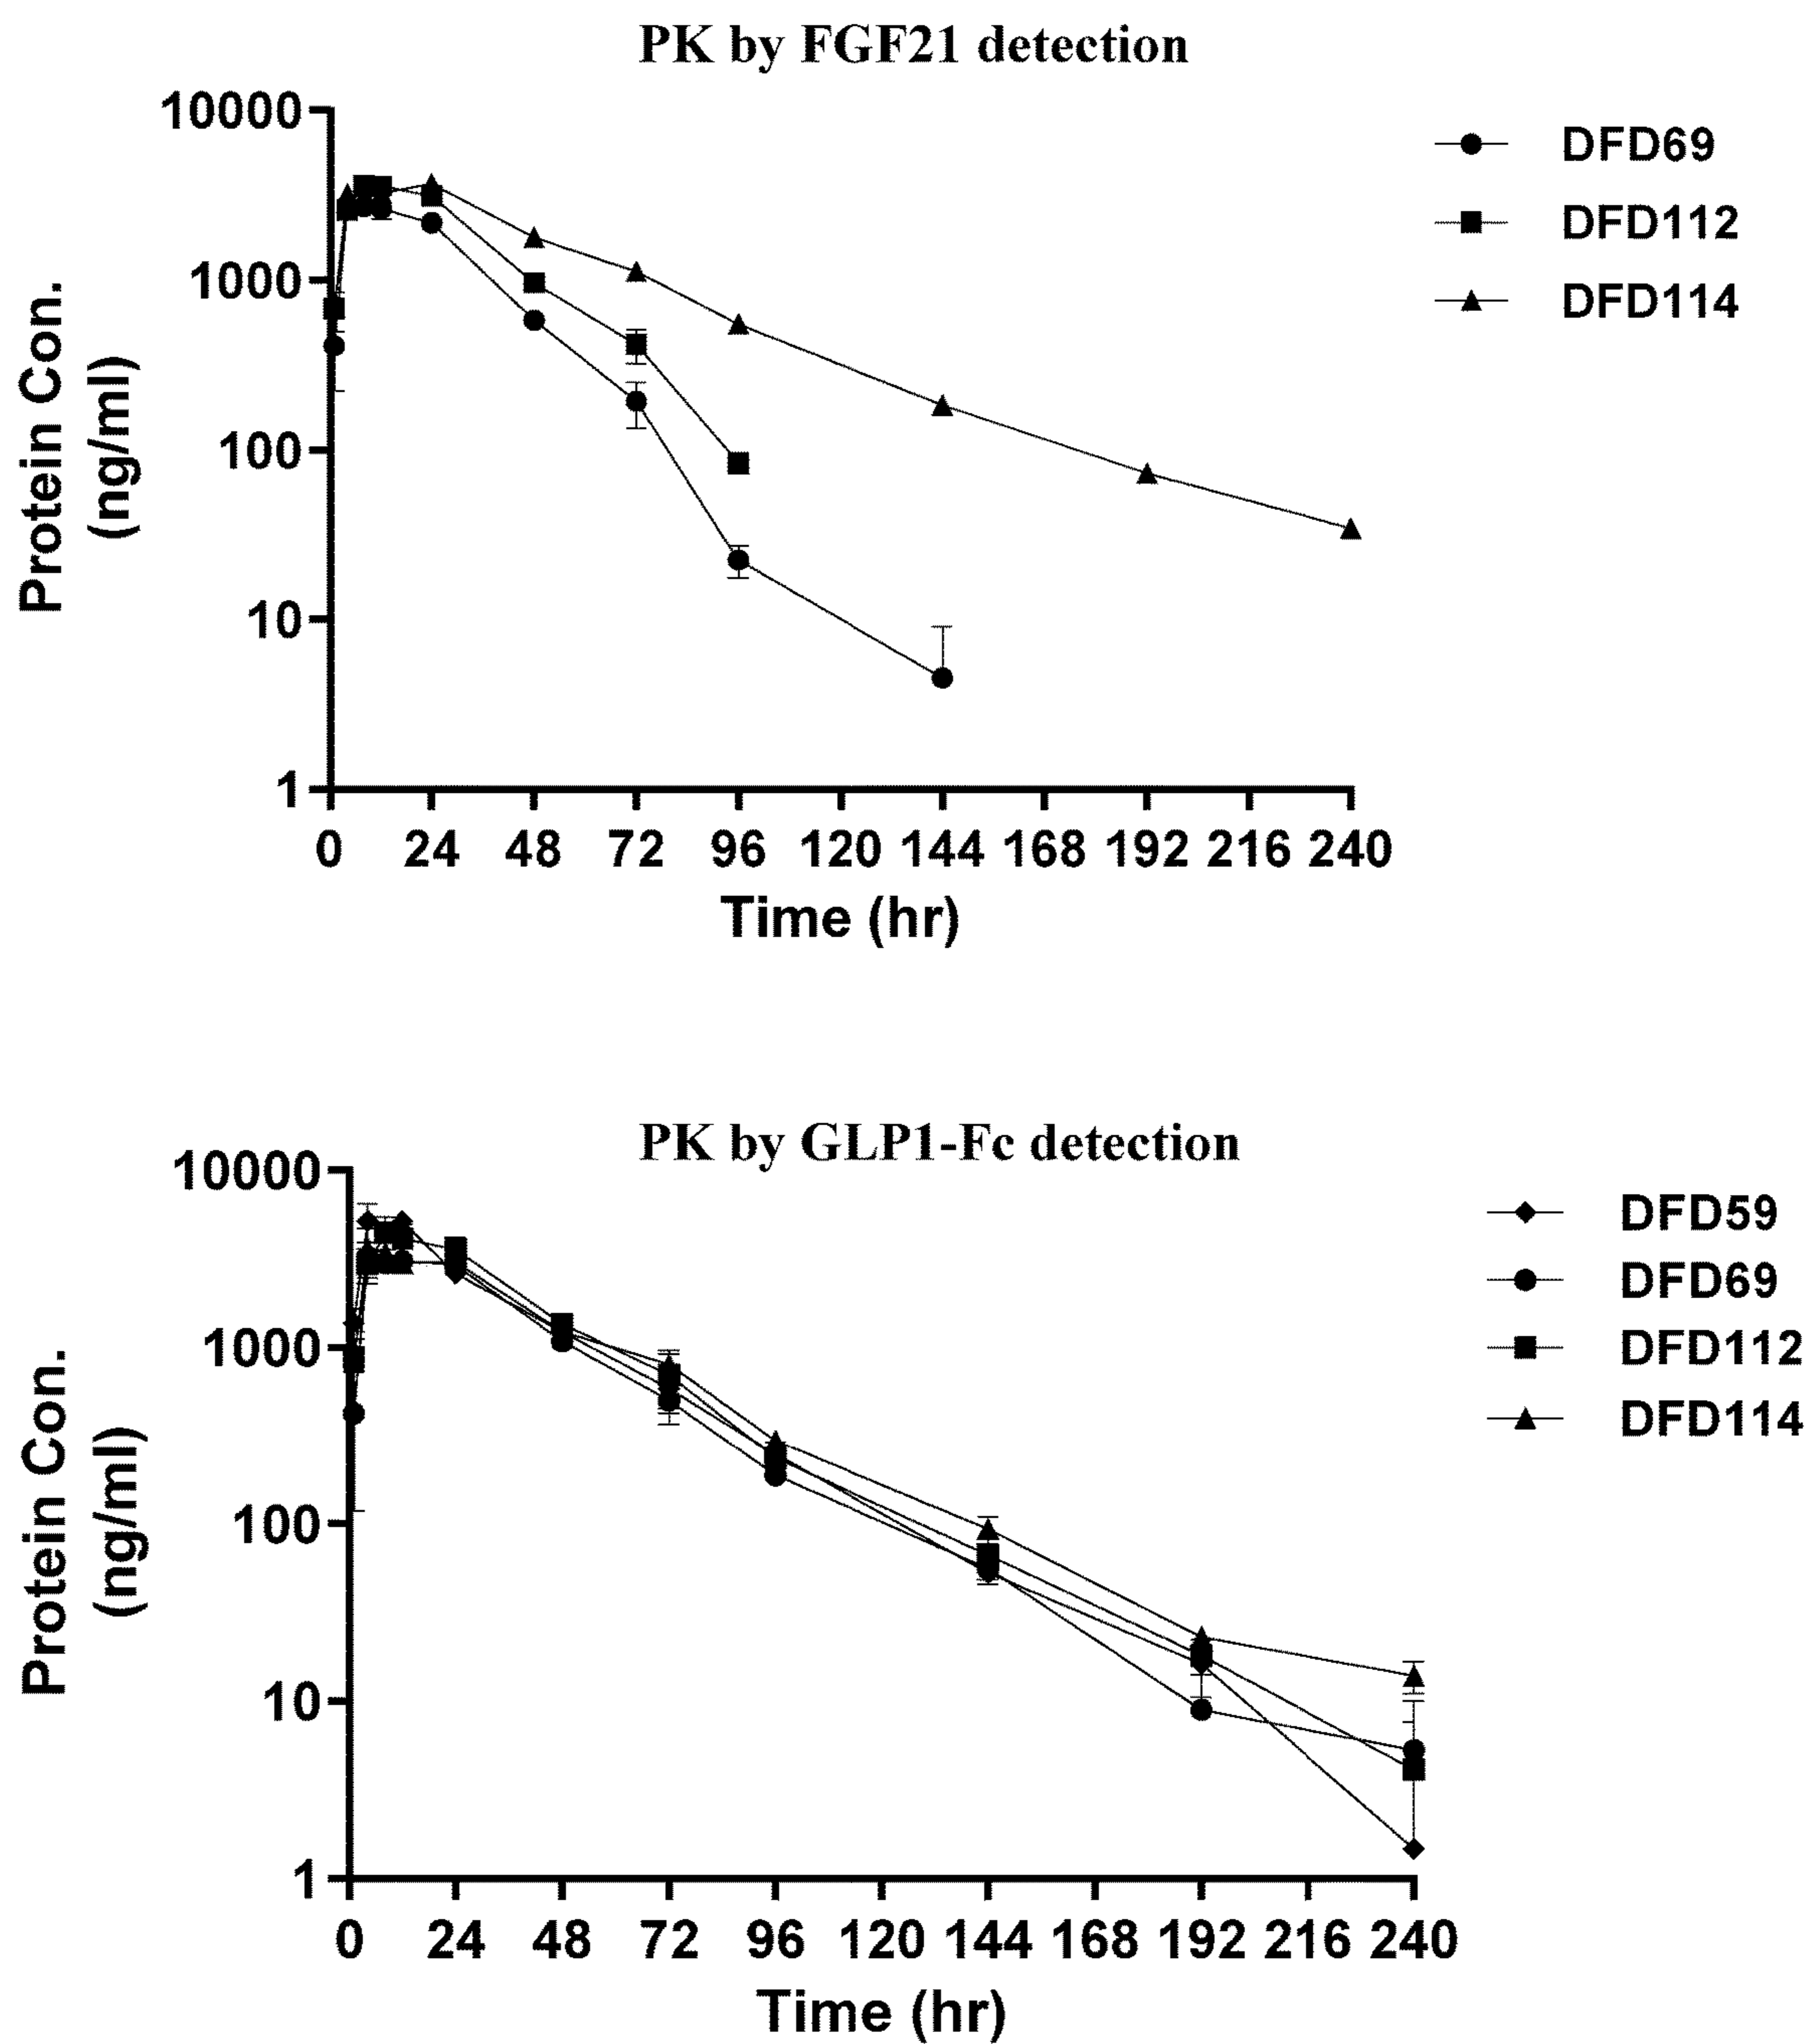 PK by FGF21 detection
10000
1000
100
10
1
Protein Con.
(ng/ml)
0 24 48 72 96 120 144 168 192 216 240
Time (hr)
DFD69
DFD112
DFD114
PK by GLP1-Fc detection
10000
1000
100
10
1
Protein Con.
(ng/ml)
0 24 48 72 96 120 144 168 192 216 240
Time (hr)
DFD59
DFD69
DFD112
DFD114